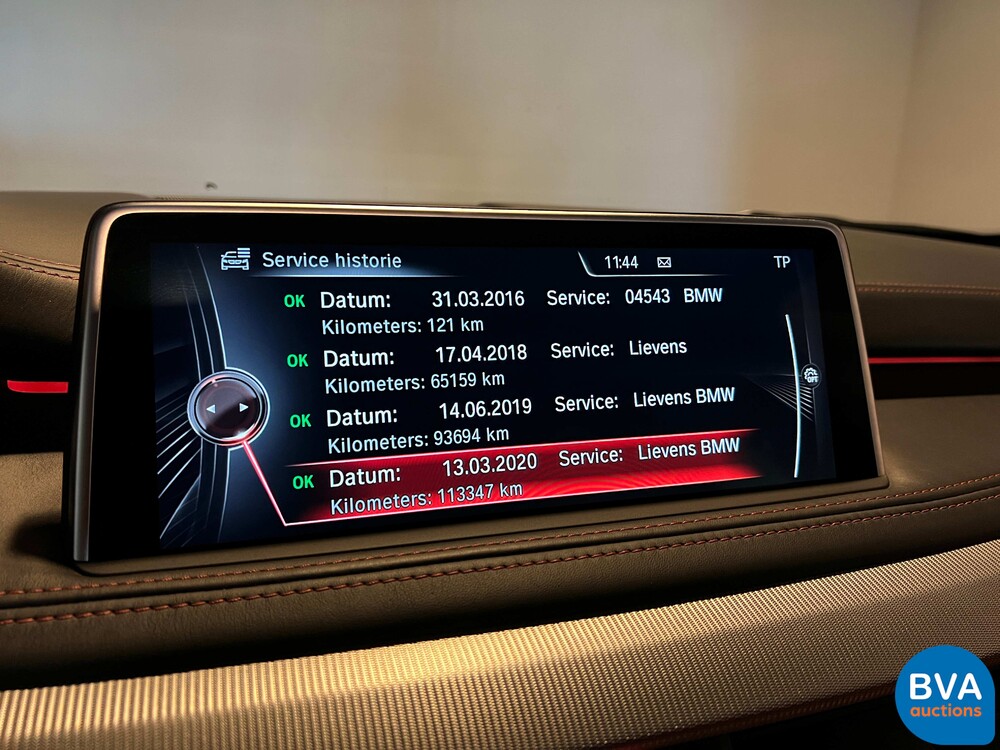 Service historie
11:44
TP
OK Datum: 31.03.2016 Service: 04543 BMW
Kilometers: 121 km
OK Datum: 17.04.2018 Service: Lievens
Kilometers: 65159 km
OK Datum: 14.06.2019 Service: Lievens BMW
Kilometers: 93694 km
OK Datum: 13.03.2020 Service: Lievens BMW
Kilometers: 113347 km
OPT
BVA
auctions